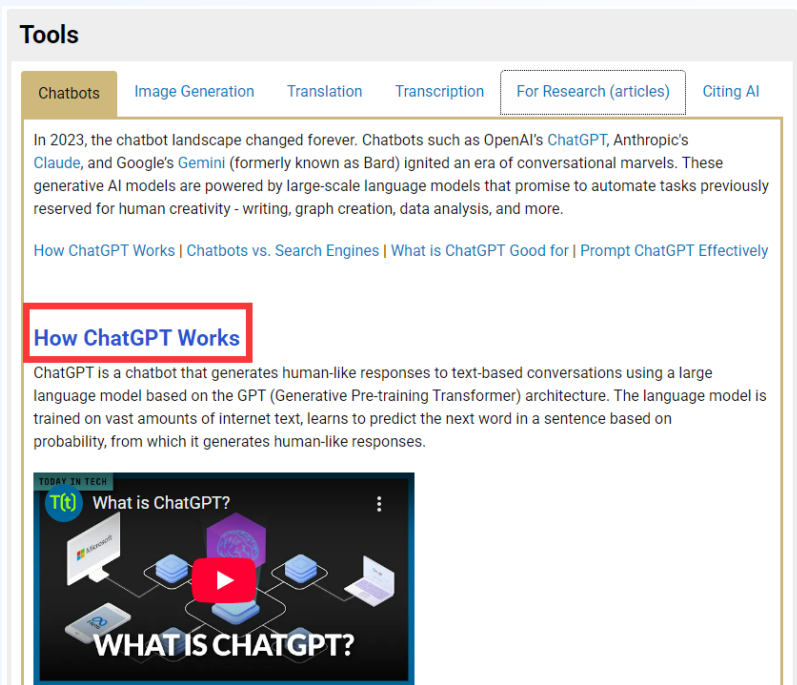 Tools
Chatbots Image Generation Translation Transcription For Research (articles) Citing AI
In 2023, the chatbot landscape changed forever. Chatbots such as OpenAI's ChatGPT, Anthropic's
Claude, and Google's Gemini (formerly known as Bard) ignited an era of conversational marvels. These
generative AI models are powered by large-scale language models that promise to automate tasks previously
reserved for human creativity - writing, graph creation, data analysis, and more.
How ChatGPT Works | Chatbots vs. Search Engines | What is ChatGPT Good for | Prompt ChatGPT Effectively
How ChatGPT Works
ChatGPT is a chatbot that generates human-like responses to text-based conversations using a large
language model based on the GPT (Generative Pre-training Transformer) architecture. The language model is
trained on vast amounts of internet text, learns to predict the next word in a sentence based on
probability, from which it generates human-like responses.
TODAY IN TECH
T(t) What is ChatGPT?
Microsoft
WHAT IS CHATGPT?